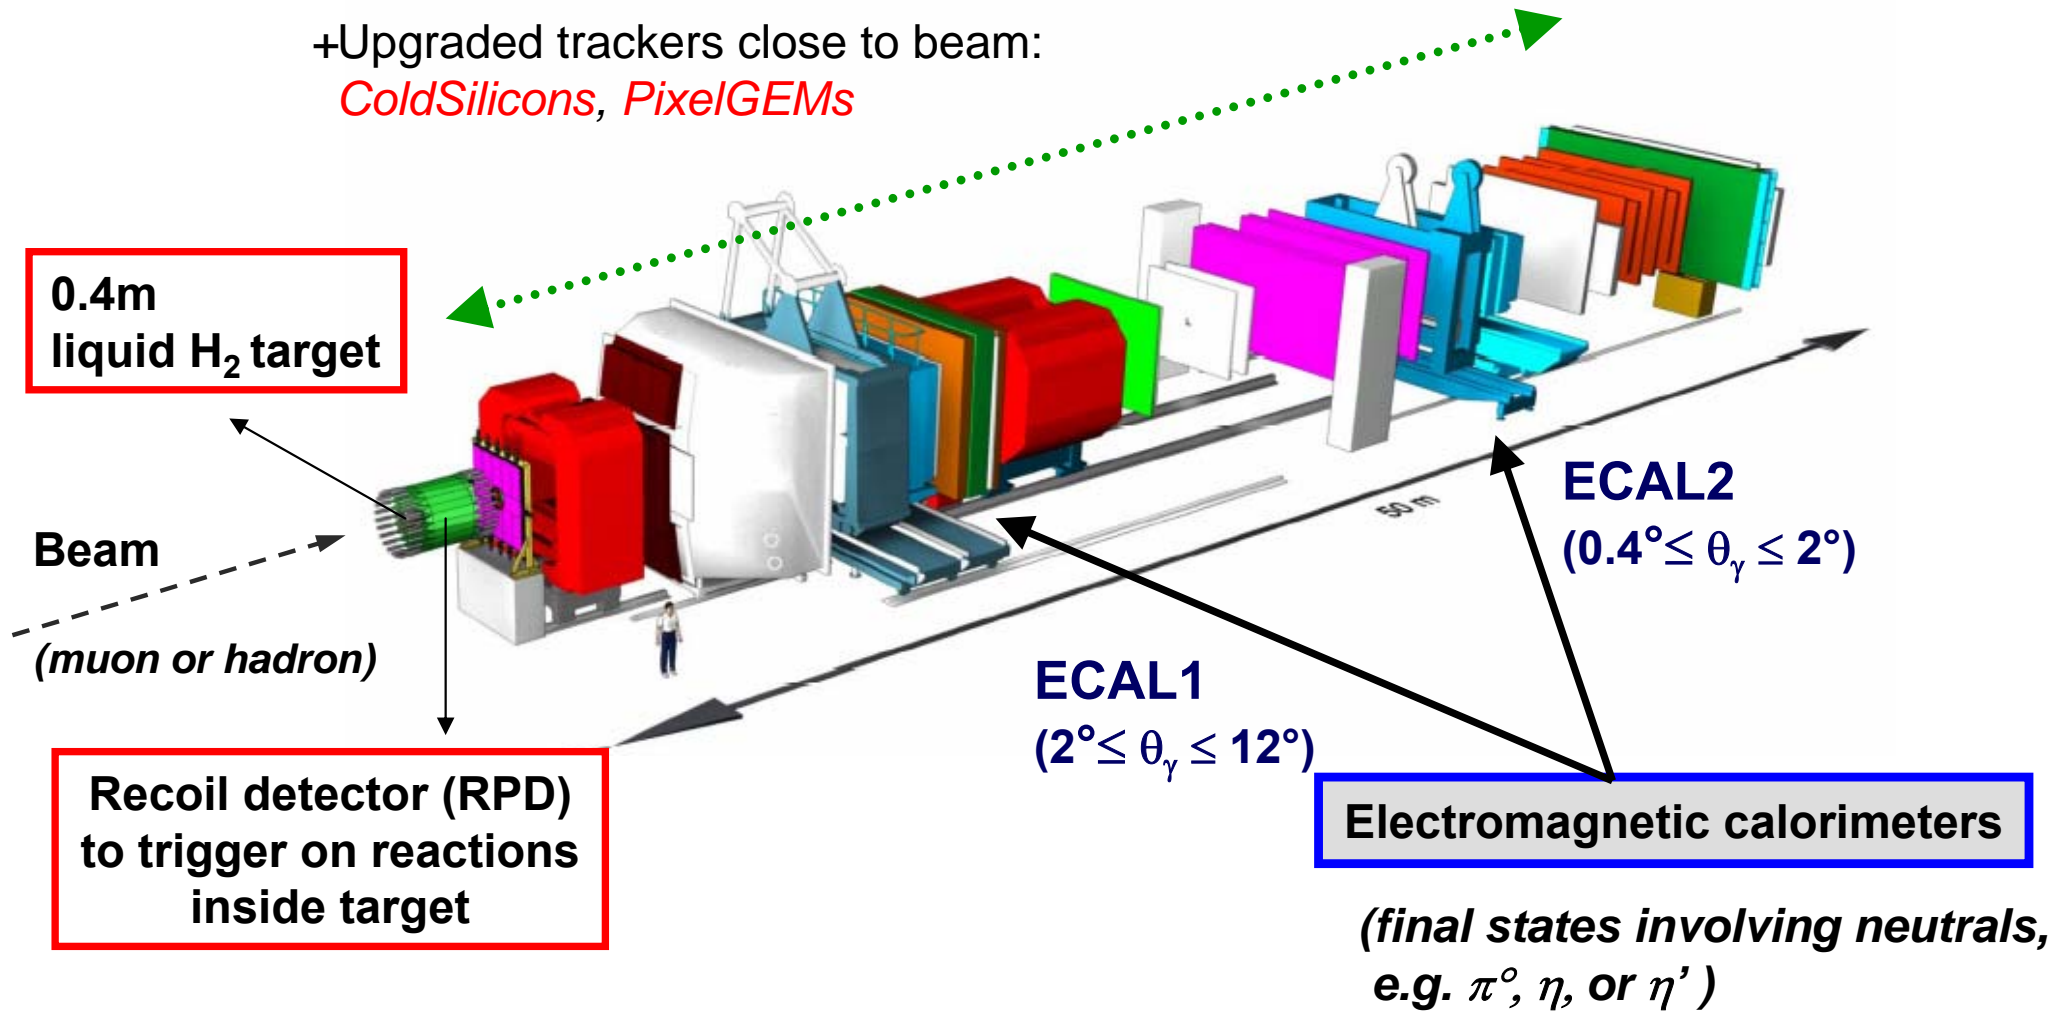 +Upgraded trackers close to beam:
ColdSilicons, PixelGEMs
0.4m
liquid H₂ target
Beam
(muon or hadron)
Recoil detector (RPD)
to trigger on reactions
inside target
50 m
ECAL2
(0.4°≤ θᵧ ≤ 2°)
ECAL1
(2°≤ θᵧ ≤ 12°)
Electromagnetic calorimeters
(final states involving neutrals,
e.g. π°, η, or η’ )